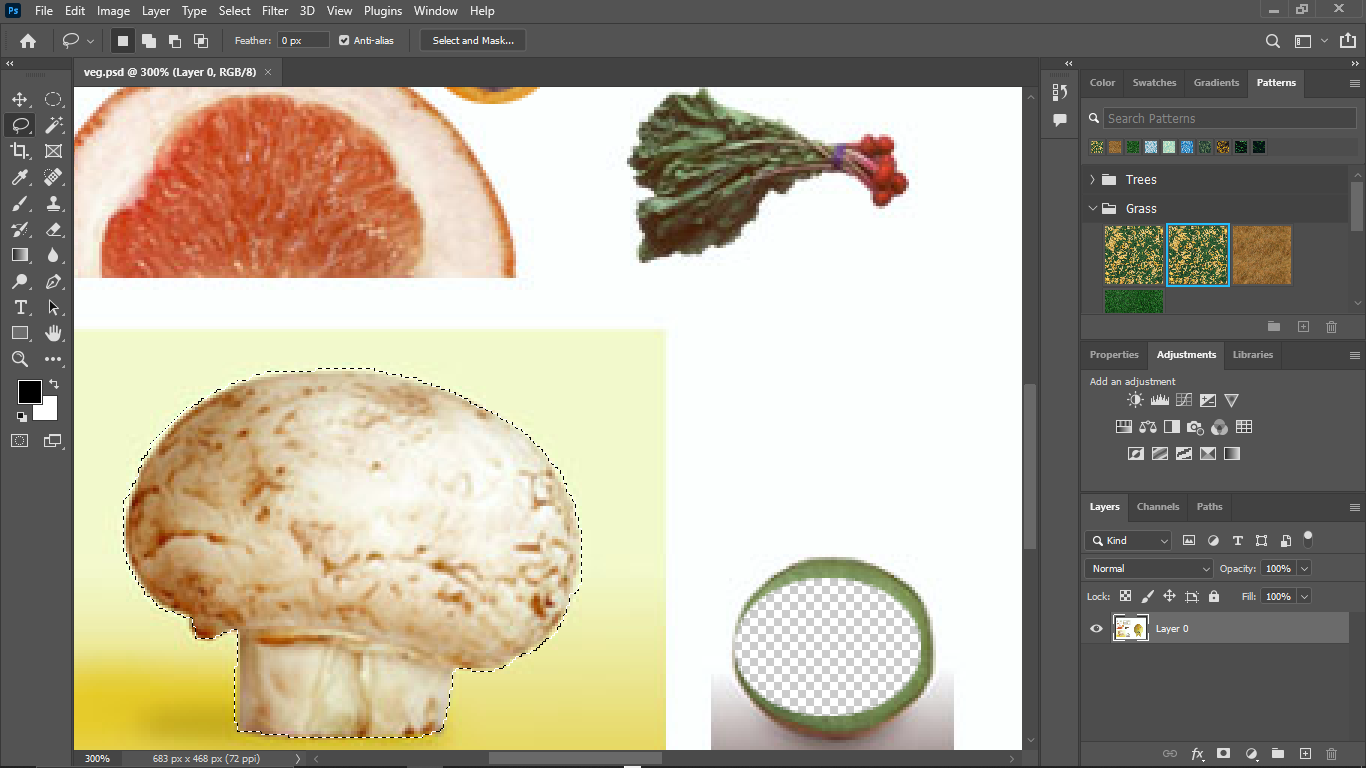 Ps File Edit Image Layer Type Select Filter 3D View Plugins Window Help
Feather: 0 px Anti-alias Select and Mask...
veg.psd @ 300% (Layer 0, RGB/8) ×
Color Swatches Gradients Patterns
Search Patterns
Trees
Grass
Properties Adjustments Libraries
Add an adjustment
Layers Channels Paths
Kind
Normal Opacity: 100%
Lock: Fill: 100%
Layer 0
fx
300% 683 px x 468 px (72 ppi)